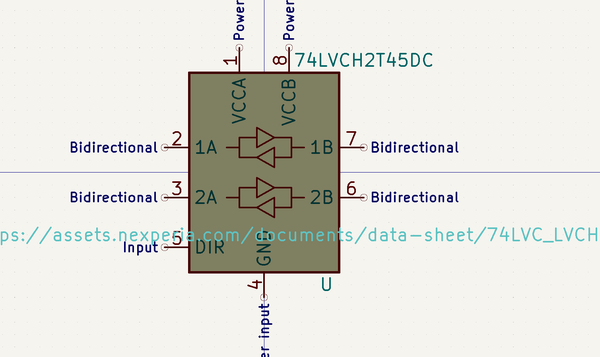 Power
Power
1
8
74LVCH2T45DC
VCCA
VCCB
Bidirectional 2 1A 1B 7 Bidirectional
Bidirectional 3 2A 2B 6 Bidirectional
ps://assets.nexperia.com/documents/data-sheet/74LVC_LVCH
Input 5 DIR
GND
4
U
er input